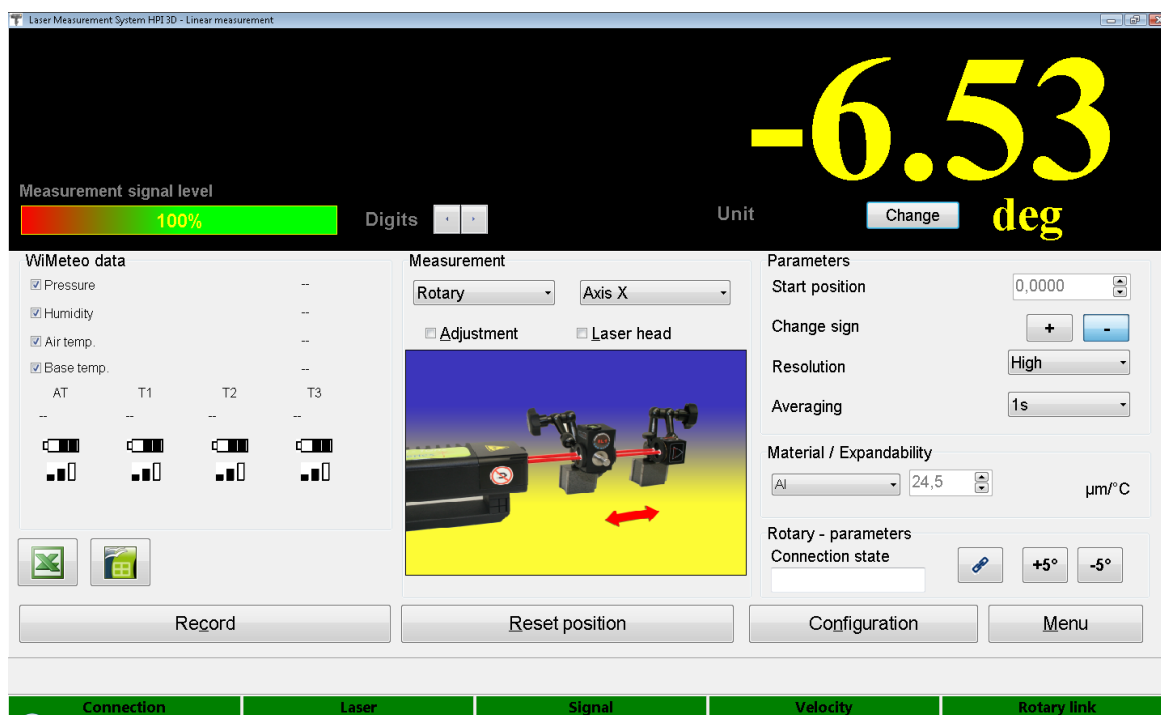 Laser Measurement System HPI 3D - Linear measurement
-6.53
Measurement signal level
100%
Digits
Unit
Change
deg
WiMeteo data
Pressure --
Humidity --
Air temp. --
Base temp. --
AT T1 T2 T3
-- -- -- --
Measurement
Rotary
Axis X
Adjustment
Laser head
Parameters
Start position 0,0000
Change sign + -
Resolution High
Averaging 1s
Material / Expandability
Al 24,5 µm/°C
Rotary - parameters
Connection state
+5° -5°
Record
Reset position
Configuration
Menu
Connection Laser Signal Velocity Rotary link